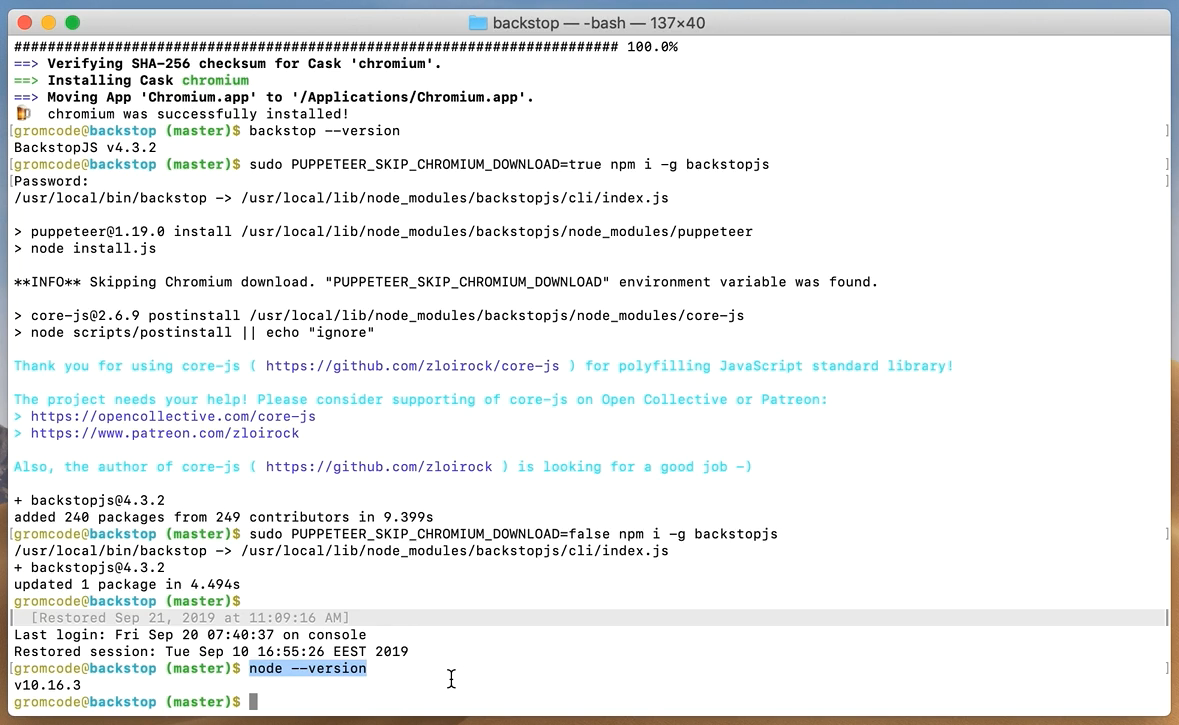 backstop — -bash — 137×40
######################################################################## 100.0%
==> Verifying SHA-256 checksum for Cask 'chromium'.
==> Installing Cask chromium
==> Moving App 'Chromium.app' to '/Applications/Chromium.app'.
🍺  chromium was successfully installed!
[gromcode@backstop (master)$ backstop --version ]
BackstopJS v4.3.2
[gromcode@backstop (master)$ sudo PUPPETEER_SKIP_CHROMIUM_DOWNLOAD=true npm i -g backstopjs ]
[Password: ]
/usr/local/bin/backstop -> /usr/local/lib/node_modules/backstopjs/cli/index.js
> puppeteer@1.19.0 install /usr/local/lib/node_modules/backstopjs/node_modules/puppeteer
> node install.js
**INFO** Skipping Chromium download. "PUPPETEER_SKIP_CHROMIUM_DOWNLOAD" environment variable was found.
> core-js@2.6.9 postinstall /usr/local/lib/node_modules/backstopjs/node_modules/core-js
> node scripts/postinstall || echo "ignore"
Thank you for using core-js ( https://github.com/zloirock/core-js ) for polyfilling JavaScript standard library!
The project needs your help! Please consider supporting of core-js on Open Collective or Patreon:
> https://opencollective.com/core-js
> https://www.patreon.com/zloirock
Also, the author of core-js ( https://github.com/zloirock ) is looking for a good job -)
+ backstopjs@4.3.2
added 240 packages from 249 contributors in 9.399s
[gromcode@backstop (master)$ sudo PUPPETEER_SKIP_CHROMIUM_DOWNLOAD=false npm i -g backstopjs ]
/usr/local/bin/backstop -> /usr/local/lib/node_modules/backstopjs/cli/index.js
+ backstopjs@4.3.2
updated 1 package in 4.494s
gromcode@backstop (master)$
[Restored Sep 21, 2019 at 11:09:16 AM]
Last login: Fri Sep 20 07:40:37 on console
Restored session: Tue Sep 10 16:55:26 EEST 2019
[gromcode@backstop (master)$ node --version ]
v10.16.3
gromcode@backstop (master)$